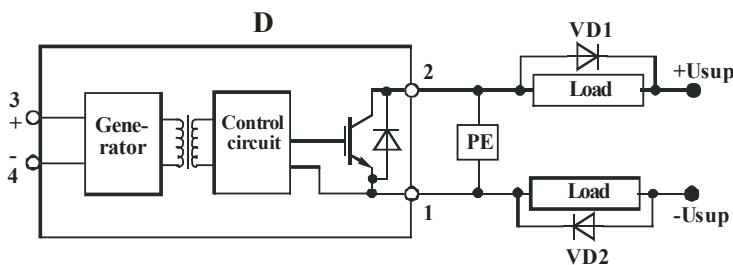 D
VD1
2
+Usup
Load
3
+
Gene-
rator
Control
circuit
PE
-
4
1
Load
-Usup
VD2